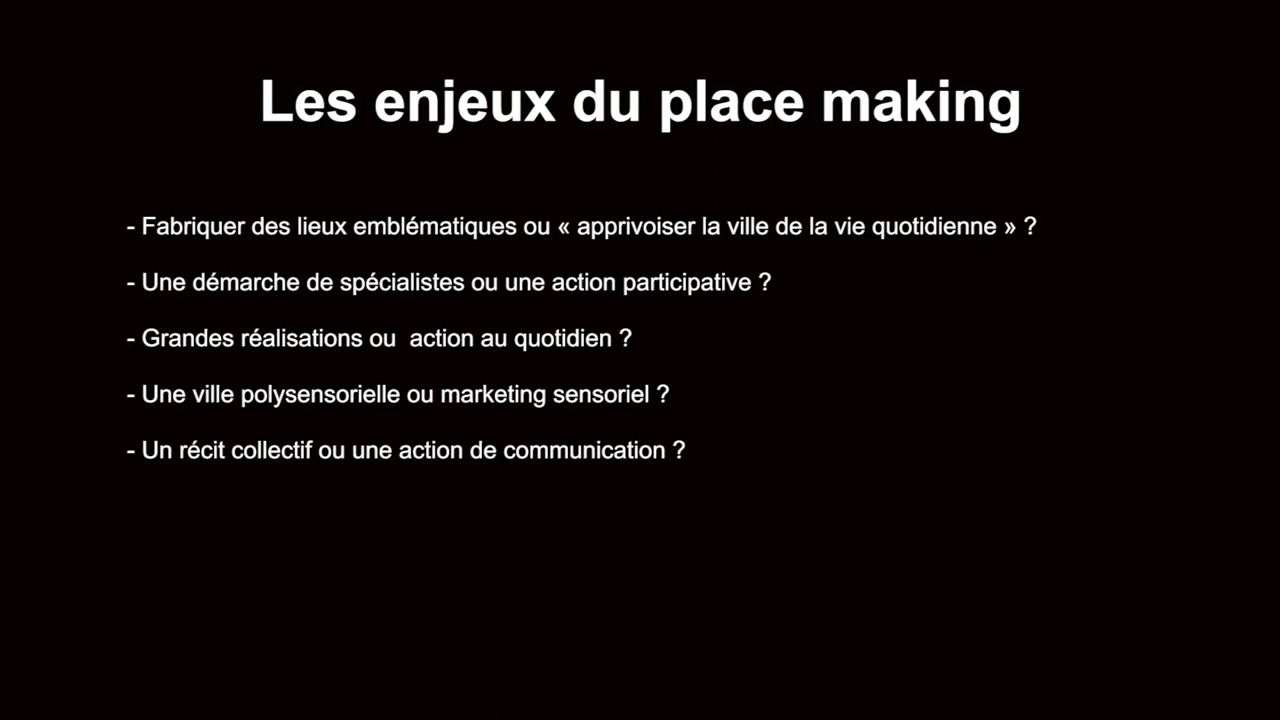 Les enjeux du place making
- Fabriquer des lieux emblématiques ou « apprivoiser la ville de la vie quotidienne » ?
- Une démarche de spécialistes ou une action participative ?
- Grandes réalisations ou  action au quotidien ?
- Une ville polysensorielle ou marketing sensoriel ?
- Un récit collectif ou une action de communication ?